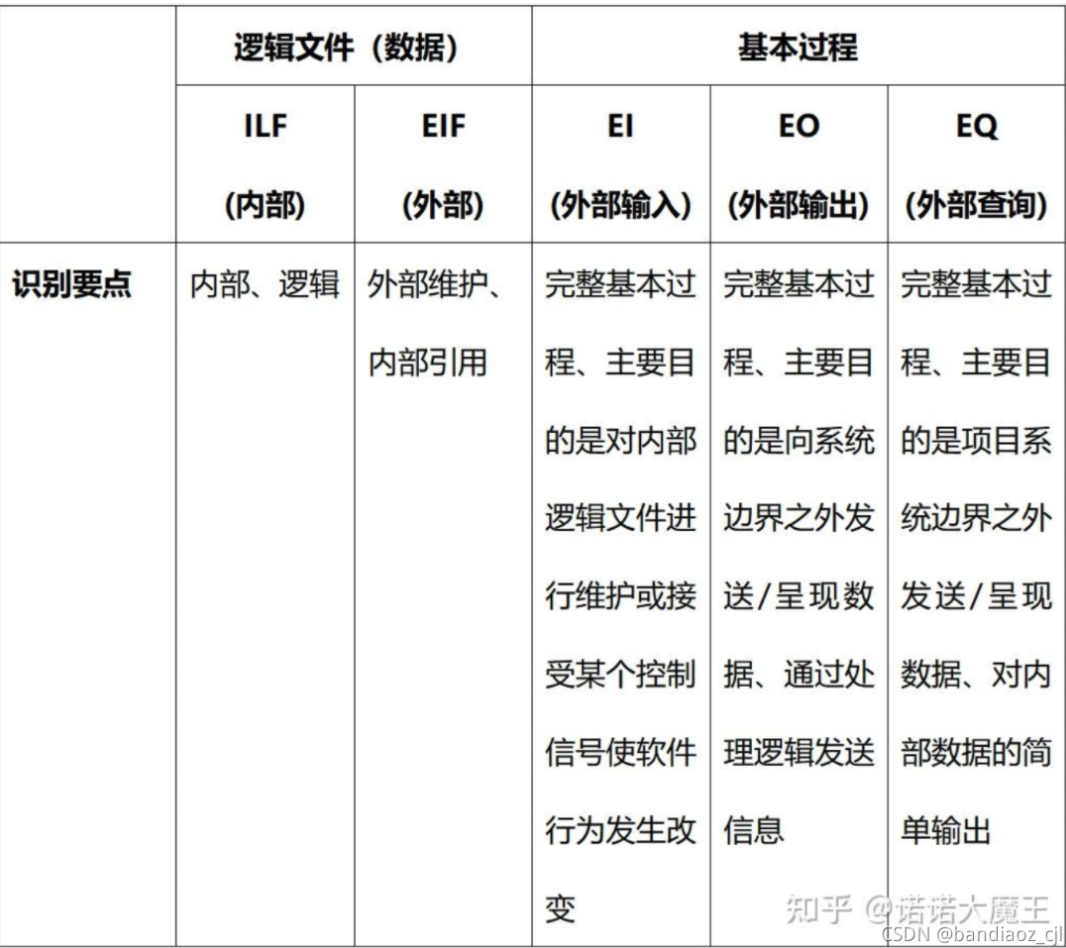 逻辑文件（数据）
基本过程
ILF
(内部)
EIF
(外部)
EI
(外部输入)
EO
(外部输出)
EQ
(外部查询)
识别要点
内部、逻辑
外部维护、
内部引用
完整基本过
程、主要目
的是对内部
逻辑文件进
行维护或接
受某个控制
信号使软件
行为发生改
变
完整基本过
程、主要目
的是向系统
边界之外发
送/呈现数
据、通过处
理逻辑发送
信息
完整基本过
程、主要目
的是项目系
统边界之外
发送/呈现
数据、对内
部数据的简
单输出
知乎 @诺诺大魔王
CSDN @bandiaoz_cjl